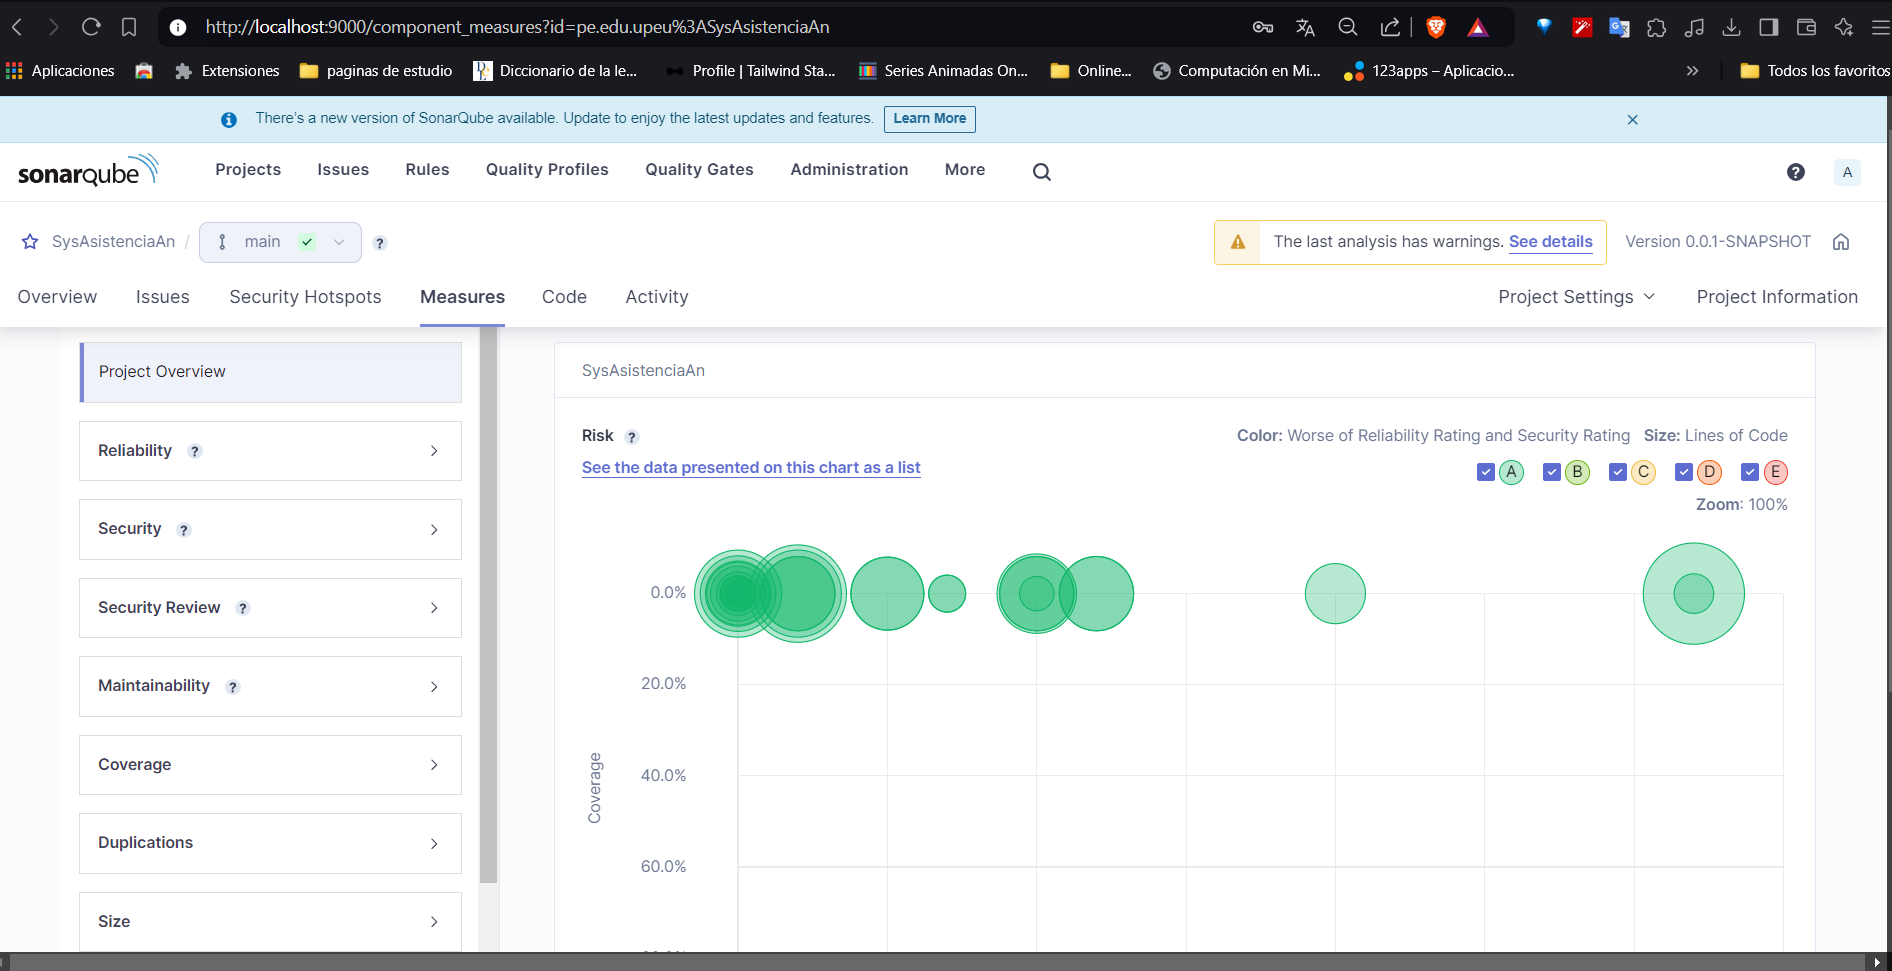 http://localhost:9000/component_measures?id=pe.edu.upeu%3ASysAsistenciaAn
Aplicaciones
Extensiones
paginas de estudio
Diccionario de la le...
Profile | Tailwind Sta...
Series Animadas On...
Online...
Computación en Mi...
123apps – Aplicacio...
»
Todos los favoritos
There's a new version of SonarQube available. Update to enjoy the latest updates and features. Learn More
sonarqube
Projects
Issues
Rules
Quality Profiles
Quality Gates
Administration
More
?
A
SysAsistenciaAn / main ?
The last analysis has warnings. See details
Version 0.0.1-SNAPSHOT
Overview
Issues
Security Hotspots
Measures
Code
Activity
Project Settings
Project Information
Project Overview
Reliability ?
Security ?
Security Review ?
Maintainability ?
Coverage
Duplications
Size
SysAsistenciaAn
Risk ?
Color: Worse of Reliability Rating and Security Rating Size: Lines of Code
See the data presented on this chart as a list
A B C D E
Zoom: 100%
0.0%
20.0%
40.0%
60.0%
Coverage